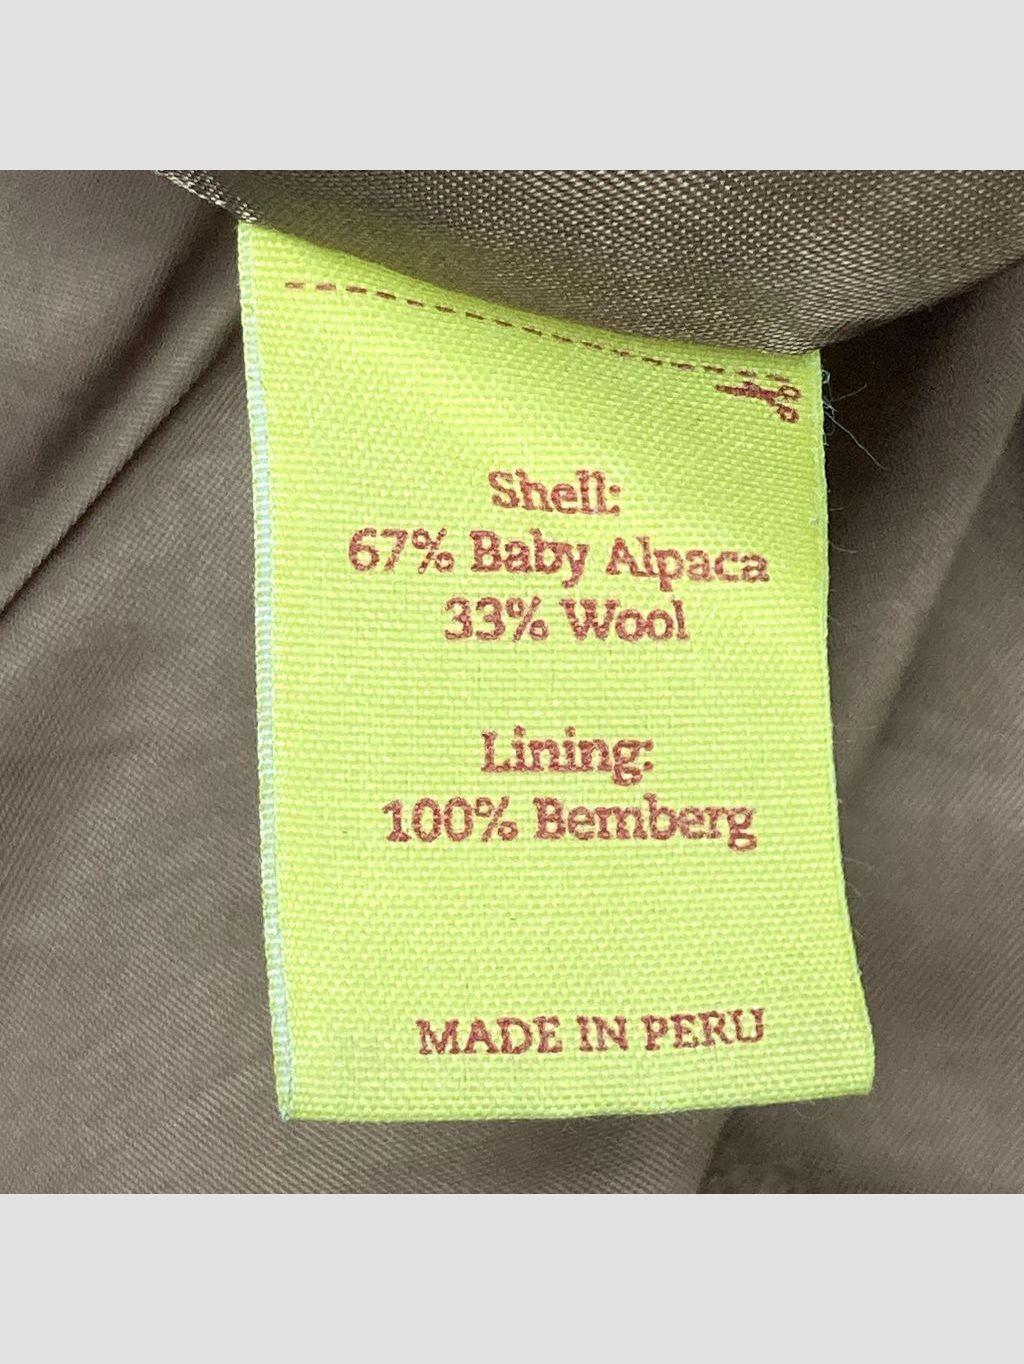 Shell:
67% Baby Alpaca
33% Wool
Lining:
100% Bemberg
MADE IN PERU